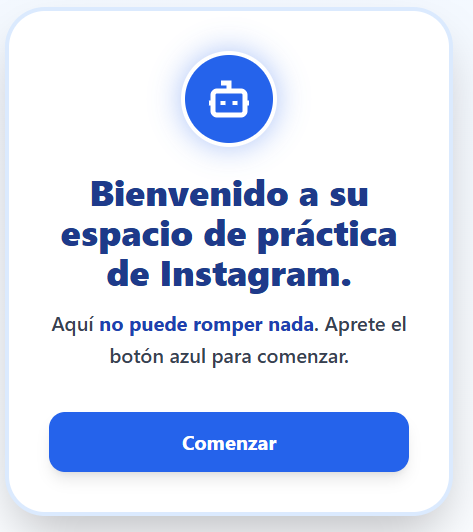 Bienvenido a su
espacio de práctica
de Instagram.
Aquí no puede romper nada. Aprete el
botón azul para comenzar.
Comenzar